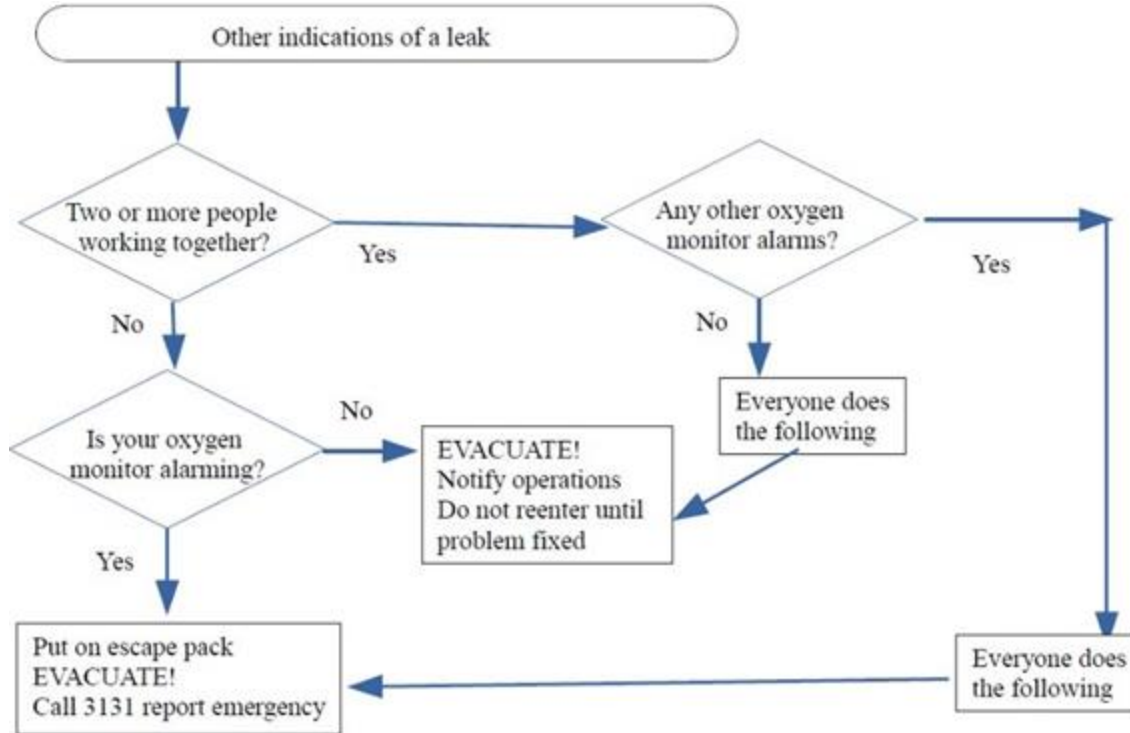 Other indications of a leak
Two or more people
working together?
Yes
Any other oxygen
monitor alarms?
Yes
No
No
Everyone does
the following
Is your oxygen
monitor alarming?
No
EVACUATE!
Notify operations
Do not reenter until
problem fixed
Yes
Put on escape pack
EVACUATE!
Call 3131 report emergency
Everyone does
the following